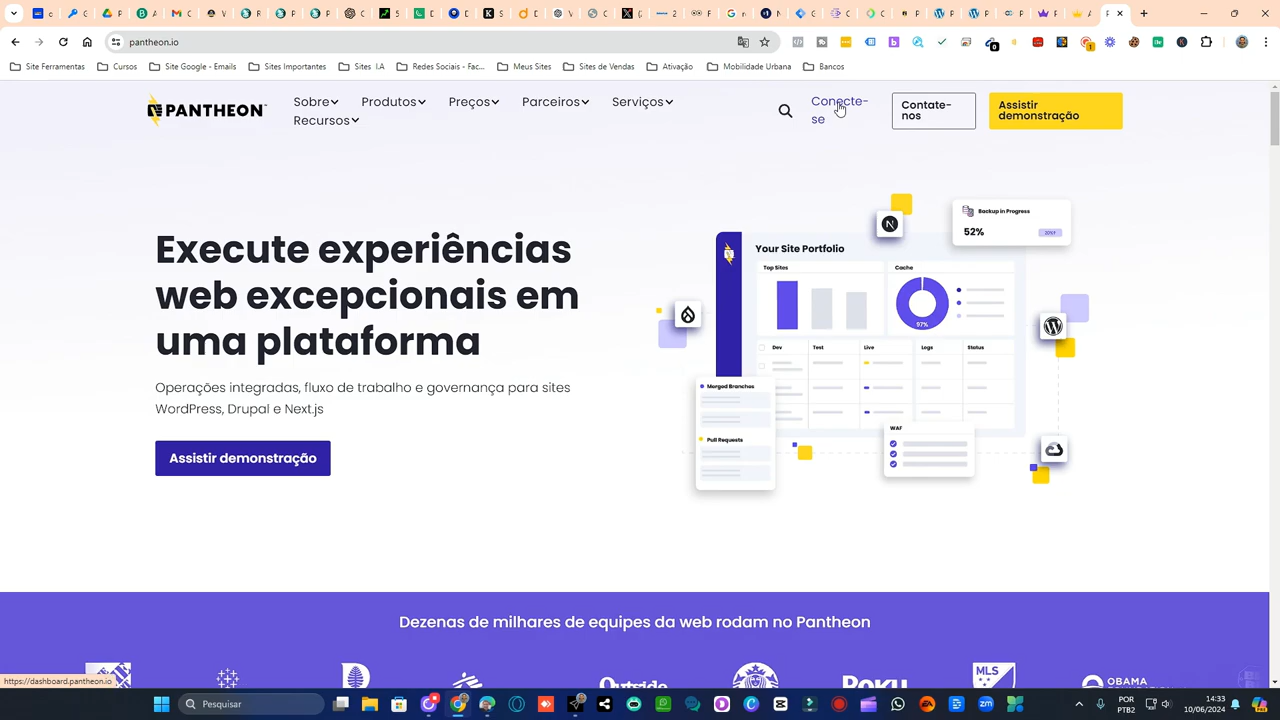 pantheon.io
Site Ferramentas
Cursos
Site Google - Emails
Sites Importantes
Sites I.A
Redes Sociais - Fac...
Meus Sites
Sites de Vendas
Ativação
Mobilidade Urbana
Bancos
PANTHEON
Sobre
Produtos
Preços
Parceiros
Serviços
Recursos
Conecte-
se
Contate-
nos
Assistir
demonstração
Execute experiências
web excepcionais em
uma plataforma
Operações integradas, fluxo de trabalho e governança para sites
WordPress, Drupal e Next.js
Assistir demonstração
Backup in Progress
52%
Your Site Portfolio
Top Sites
Cache
97%
Dev
Test
Live
Logs
Status
Merged Branches
Pull Requests
WAF
Dezenas de milhares de equipes da web rodam no Pantheon
Outside
Roku
MLS
OBAMA
https://dashboard.pantheon.io
Pesquisar
POR
PTB2
14:33
10/06/2024